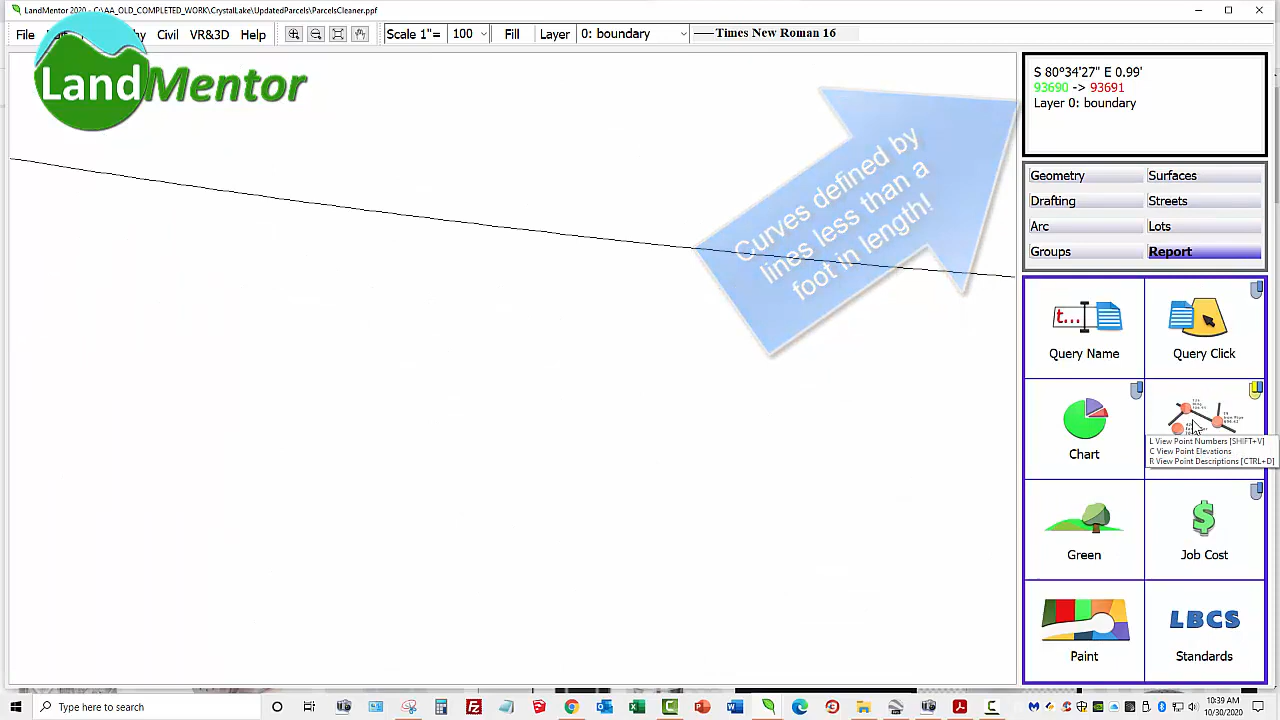 LandMentor 2020 - C:\AA_OLD_COMPLETED_WORK\CrystalLake\UpdatedParcels\ParcelsCleaner.ppf
File
Civil VR&3D Help
Scale 1"= 100 Fill Layer 0: boundary Times New Roman 16
LandMentor
Curves defined by
lines less than a
foot in length!
S 80°34'27" E 0.99'
93690 -> 93691
Layer 0: boundary
Geometry Surfaces
Drafting Streets
Arc Lots
Groups Report
t...
Query Name Query Click
Chart
L View Point Numbers [SHIFT+V]
C View Point Elevations
R View Point Descriptions [CTRL+D]
Green
$
Job Cost
LBCS
Paint Standards
Type here to search
10:39 AM
10/30/2020